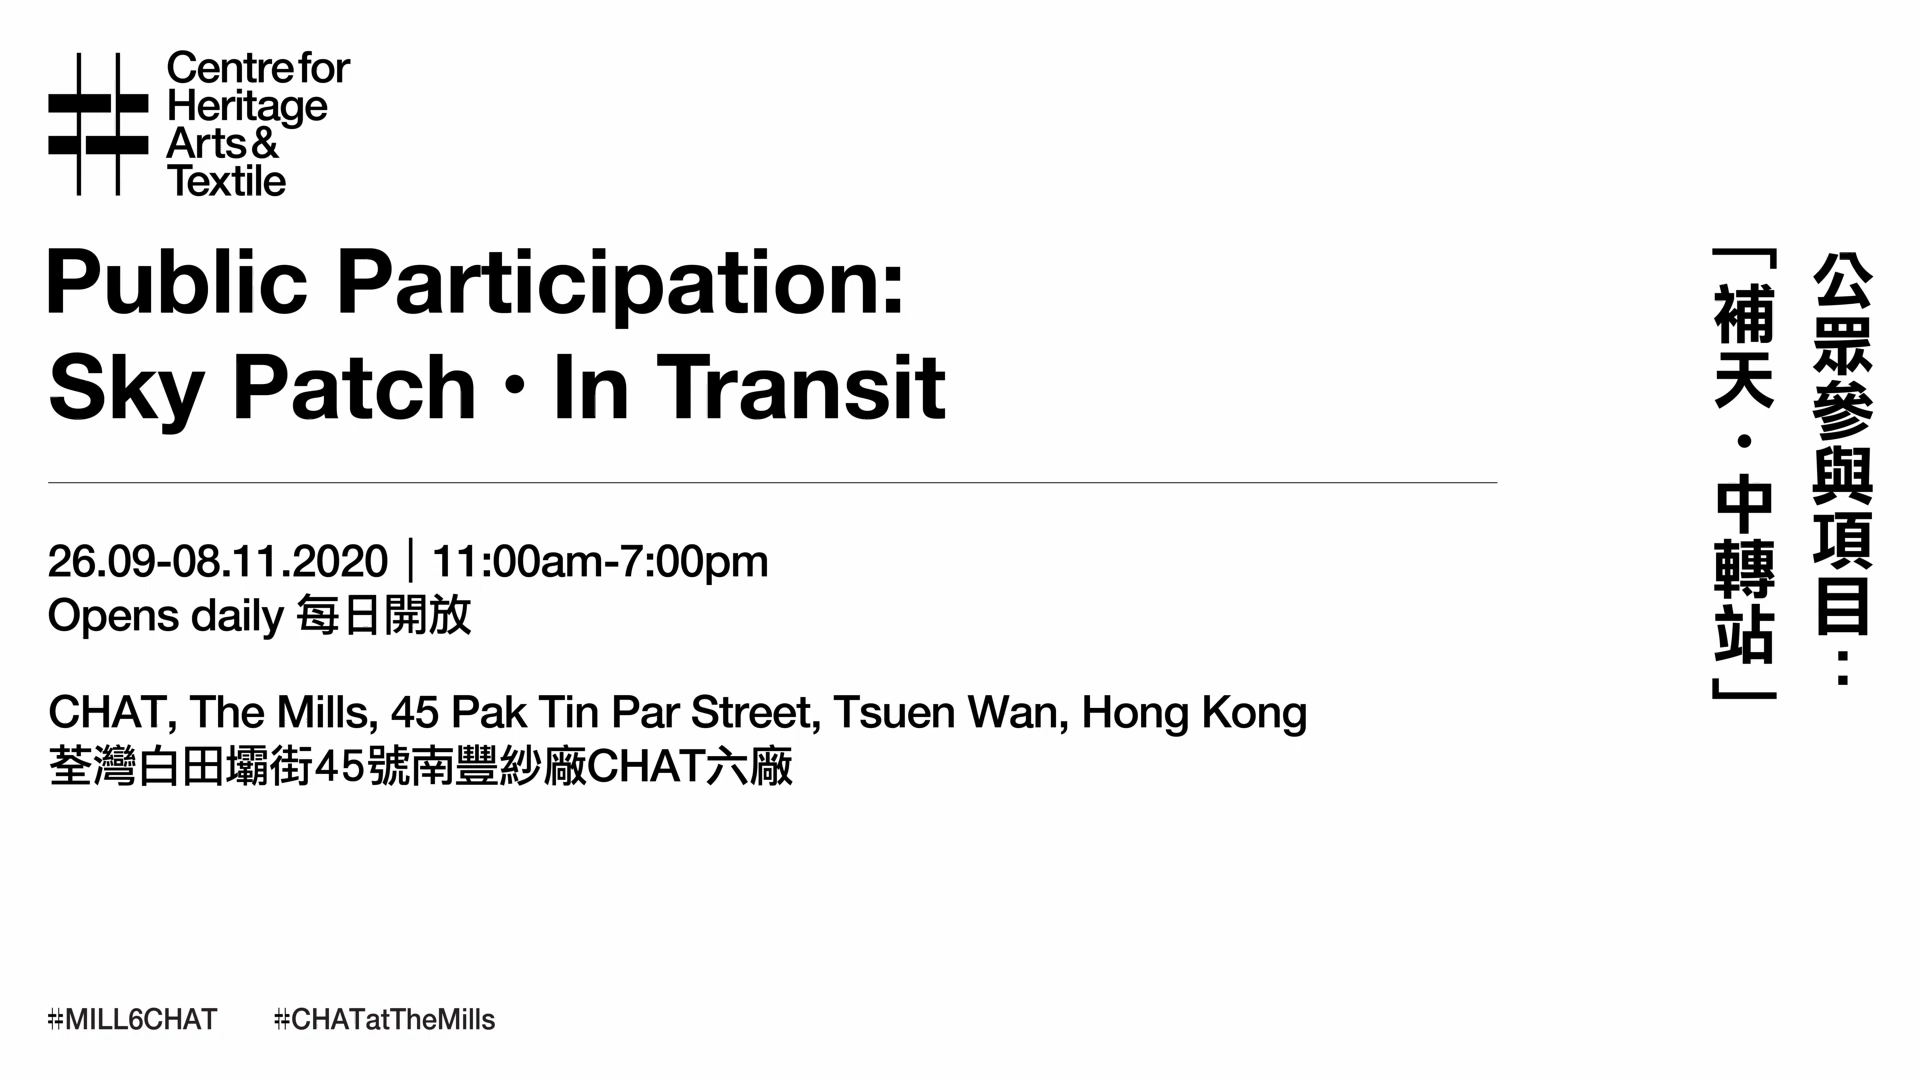 Centre for
Heritage
Arts &
Textile
Public Participation:
Sky Patch・In Transit
公眾參與項目：
「補天・中轉站」
26.09-08.11.2020｜11:00am-7:00pm
Opens daily 每日開放
CHAT, The Mills, 45 Pak Tin Par Street, Tsuen Wan, Hong Kong
荃灣白田壩街45號南豐紗廠CHAT六廠
#MILL6CHAT #CHATatTheMills